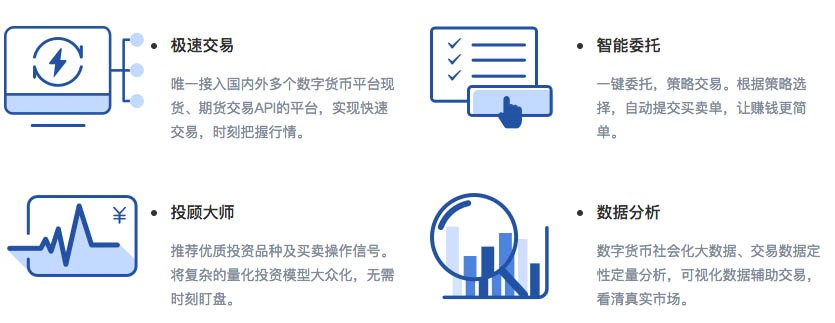 极速交易
唯一接入国内外多个数字货币平台现
货、期货交易API的平台，实现快速
交易，时刻把握行情。
智能委托
一键委托，策略交易。根据策略选
择，自动提交买卖单，让赚钱更简
单。
¥
投顾大师
推荐优质投资品种及买卖操作信号。
将复杂的量化投资模型大众化，无需
时刻盯盘。
数据分析
数字货币社会化大数据、交易数据定
性定量分析，可视化数据辅助交易，
看清真实市场。